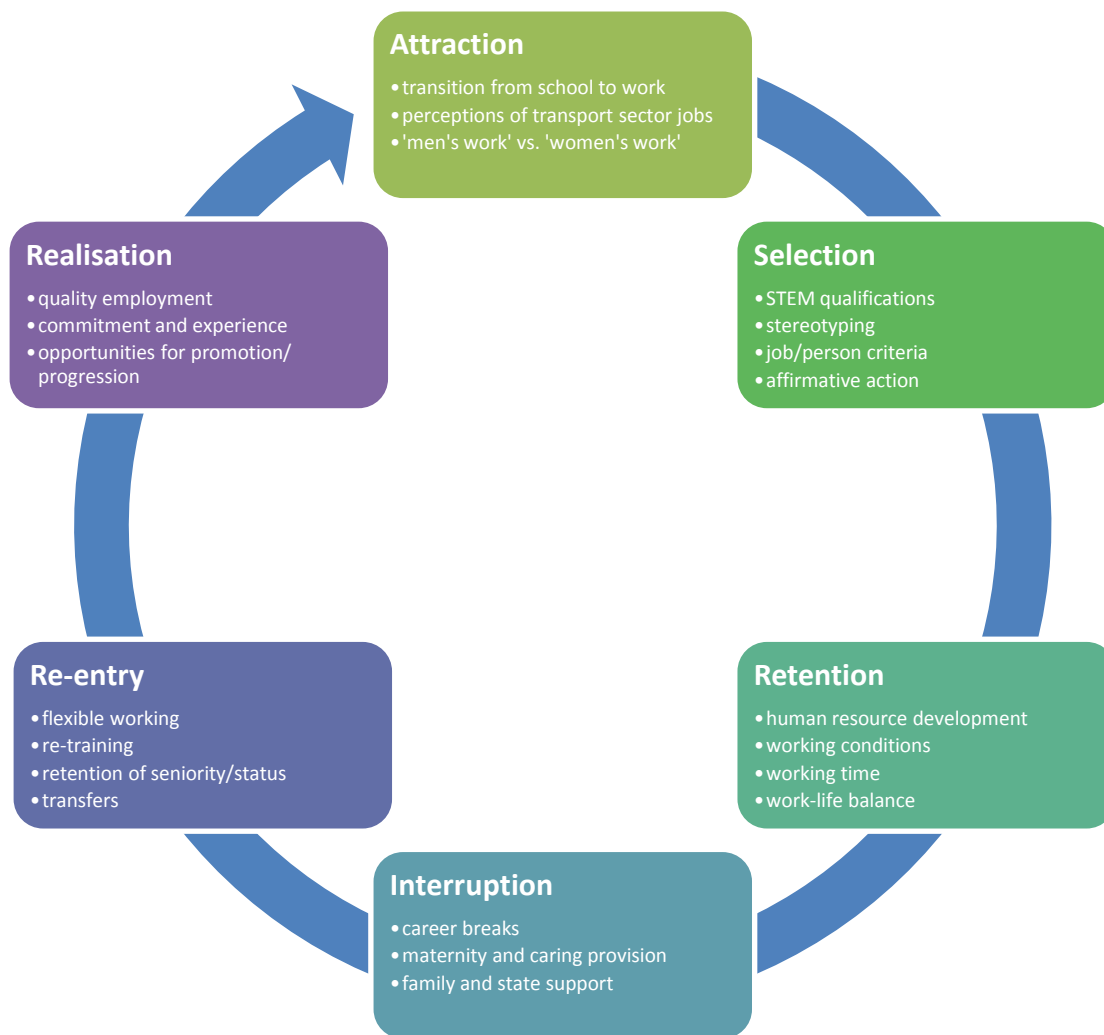 Attraction
•transition from school to work
•perceptions of transport sector jobs
•'men's work' vs. 'women's work'
Selection
•STEM qualifications
•stereotyping
•job/person criteria
•affirmative action
Retention
•human resource development
•working conditions
•working time
•work-life balance
Interruption
•career breaks
•maternity and caring provision
•family and state support
Re-entry
•flexible working
•re-training
•retention of seniority/status
•transfers
Realisation
•quality employment
•commitment and experience
•opportunities for promotion/
progression